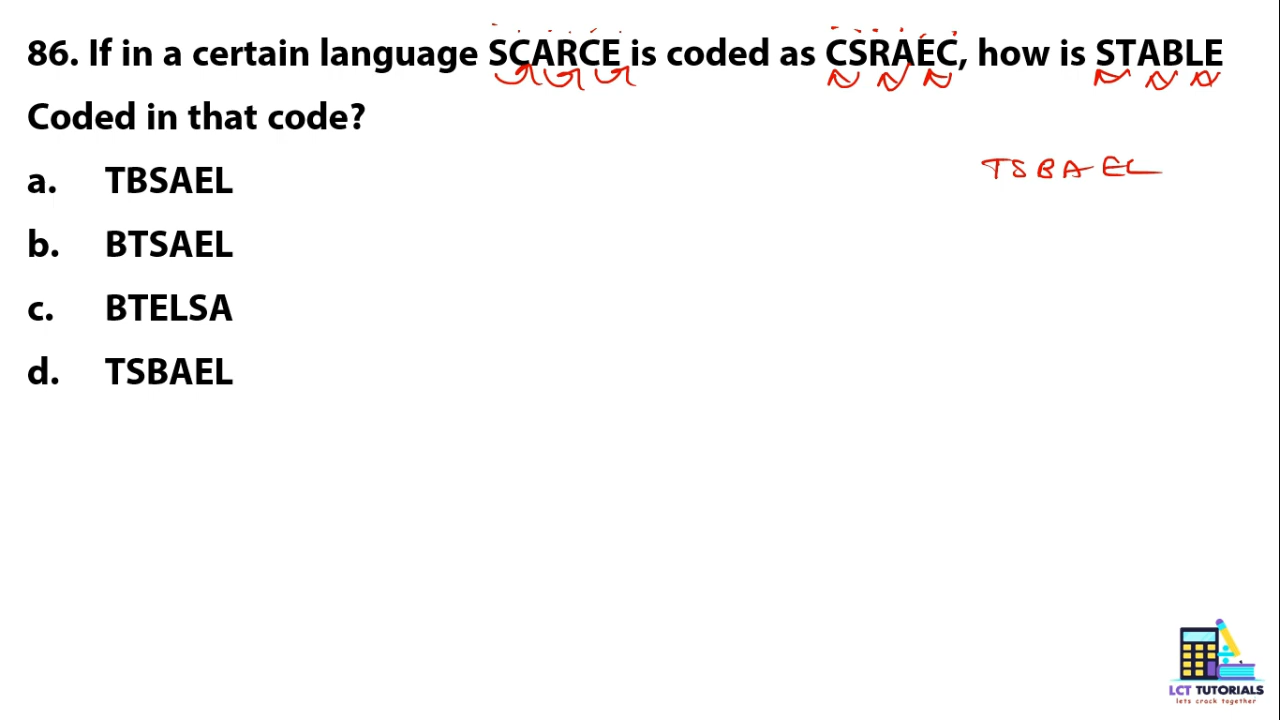 86. If in a certain language SCARCE is coded as CSRAEC, how is STABLE
Coded in that code?
TSBAEL
a. TBSAEL
b. BTSAEL
c. BTELSA
d. TSBAEL
LCT TUTORIALS
lets crack together